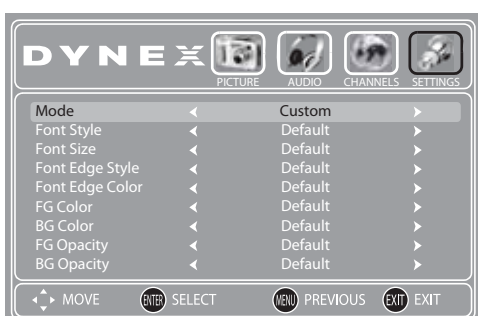 DYNEX
PICTURE AUDIO CHANNELS SETTINGS
Mode Custom
Font Style Default
Font Size Default
Font Edge Style Default
Font Edge Color Default
FG Color Default
BG Color Default
FG Opacity Default
BG Opacity Default
MOVE ENTER SELECT MENU PREVIOUS EXIT EXIT